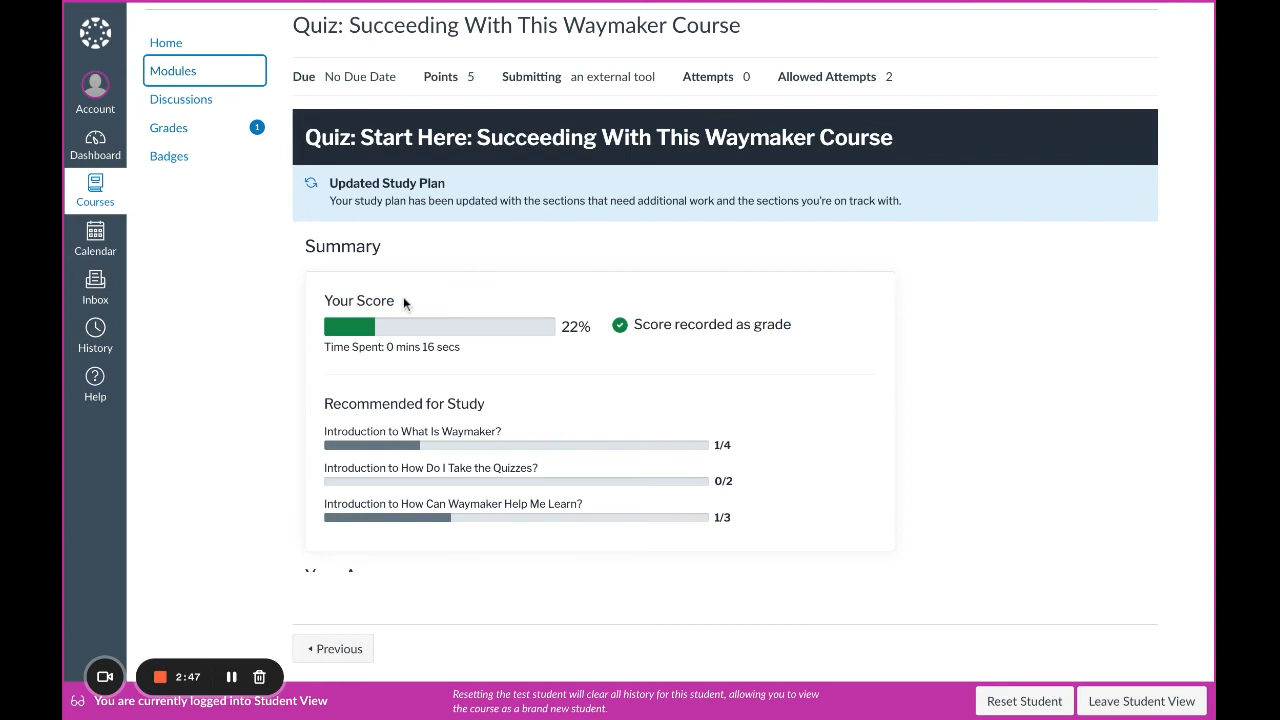 Quiz: Succeeding With This Waymaker Course
Home
Modules
Discussions
Grades 1
Badges
Account
Dashboard
Courses
Calendar
Inbox
History
Help
Due No Due Date Points 5 Submitting an external tool Attempts 0 Allowed Attempts 2
Quiz: Start Here: Succeeding With This Waymaker Course
Updated Study Plan
Your study plan has been updated with the sections that need additional work and the sections you're on track with.
Summary
Your Score
22% Score recorded as grade
Time Spent: 0 mins 16 secs
Recommended for Study
Introduction to What Is Waymaker?
1/4
Introduction to How Do I Take the Quizzes?
0/2
Introduction to How Can Waymaker Help Me Learn?
1/3
Previous
2:47
You are currently logged into Student View
Resetting the test student will clear all history for this student, allowing you to view
the course as a brand new student.
Reset Student
Leave Student View